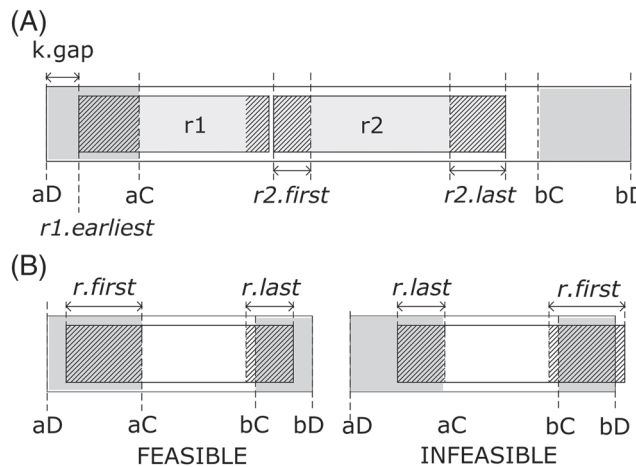 (A)
k.gap
r1 r2
aD aC r2.first r2.last bC bD
r1.earliest
(B)
r.first r.last r.last r.first
aD aC bC bD aD aC bC bD
FEASIBLE INFEASIBLE